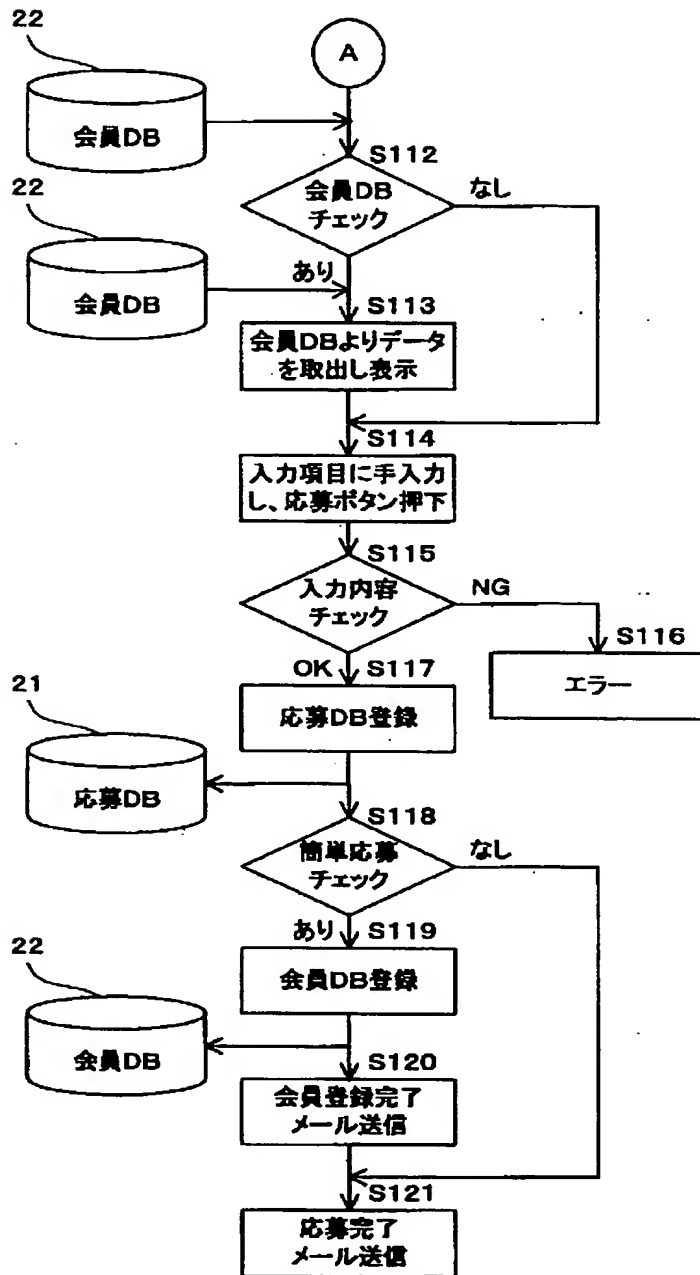 22
A
会員DB
S112
会員DB
チェック
なし
22
あり
会員DB
S113
会員DBよりデータ
を取出し表示
S114
入力項目に手入力
し、応募ボタン押下
S115
入力内容
チェック
NG
S116
エラー
OK
S117
応募DB登録
21
応募DB
S118
簡単応募
チェック
なし
あり
S119
22
会員DB登録
会員DB
S120
会員登録完了
メール送信
S121
応募完了
メール送信